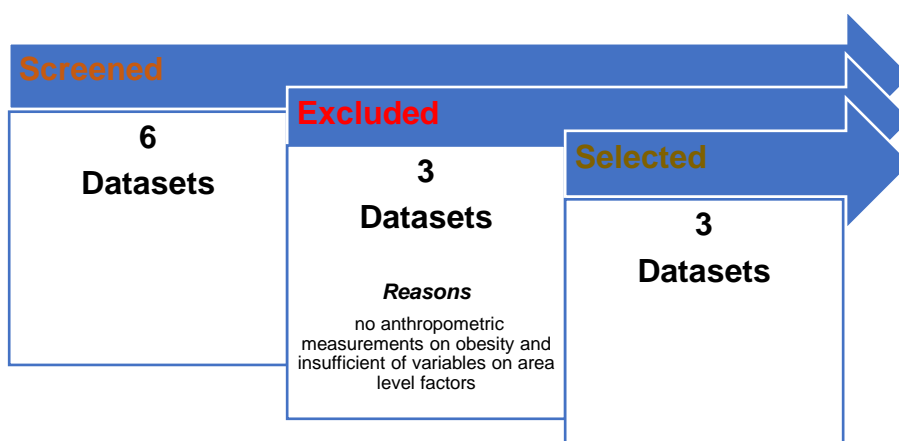 Screened
6
Datasets
Excluded
3
Datasets
Reasons
no anthropometric
measurements on obesity and
insufficient of variables on area
level factors
Selected
3
Datasets